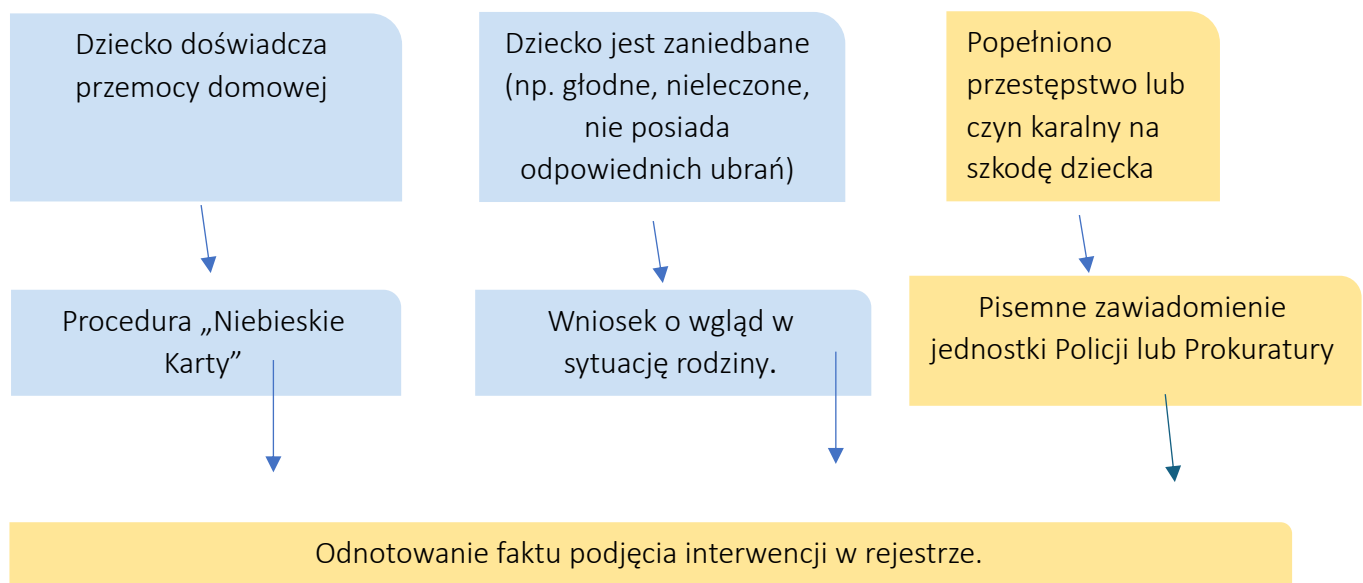 Dziecko doświadcza
przemocy domowej
Dziecko jest zaniedbane
(np. głodne, nieleczone,
nie posiada
odpowiednich ubrań)
Popełniono
przestępstwo lub
czyn karalny na
szkodę dziecka
Procedura „Niebieskie
Karty”
Wniosek o wgląd w
sytuację rodziny.
Pisemne zawiadomienie
jednostki Policji lub Prokuratury
Odnotowanie faktu podjęcia interwencji w rejestrze.